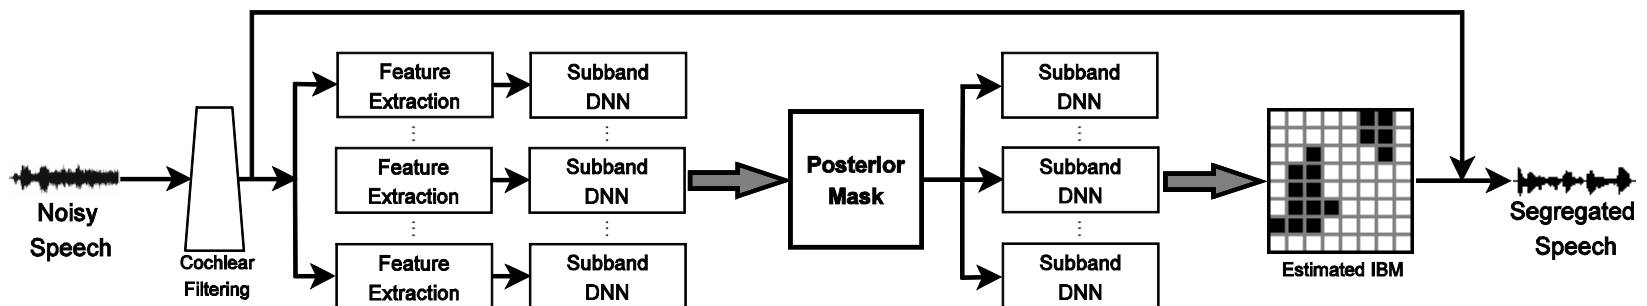 Noisy
Speech
Cochlear
Filtering
Feature
Extraction
Feature
Extraction
Feature
Extraction
Subband
DNN
Subband
DNN
Subband
DNN
Posterior
Mask
Subband
DNN
Subband
DNN
Subband
DNN
Estimated IBM
Segregated
Speech